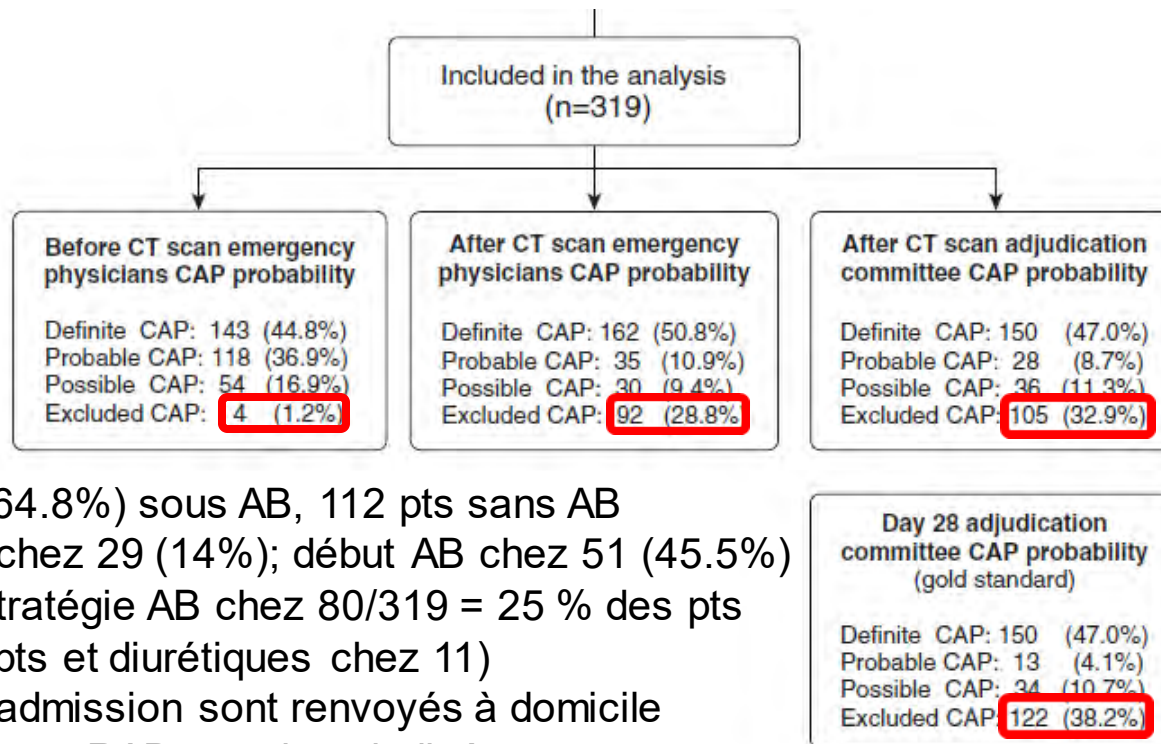 Included in the analysis
(n=319)
Before CT scan emergency
physicians CAP probability
Definite CAP: 143 (44.8%)
Probable CAP: 118 (36.9%)
Possible CAP: 54 (16.9%)
Excluded CAP: 4 (1.2%)
After CT scan emergency
physicians CAP probability
Definite CAP: 162 (50.8%)
Probable CAP: 35 (10.9%)
Possible CAP: 30 (9.4%)
Excluded CAP: 92 (28.8%
After CT scan adjudication
committee CAP probability
Definite CAP: 150 (47.0%)
Probable CAP: 28 (8.7%)
Possible CAP: 36 (11.3%)
Excluded CAP: 105 (32.9%)
64.8%) sous AB, 112 pts sans AB
chez 29 (14%); début AB chez 51 (45.5%)
tratégie AB chez 80/319 = 25 % des pts
pts et diurétiques chez 11)
admission sont renvoyés à domicile
Day 28 adjudication
committee CAP probability
(gold standard)
Definite CAP: 150 (47.0%)
Probable CAP: 13 (4.1%)
Possible CAP: 34 (10.7%)
Excluded CAP: 122 (38.2%)